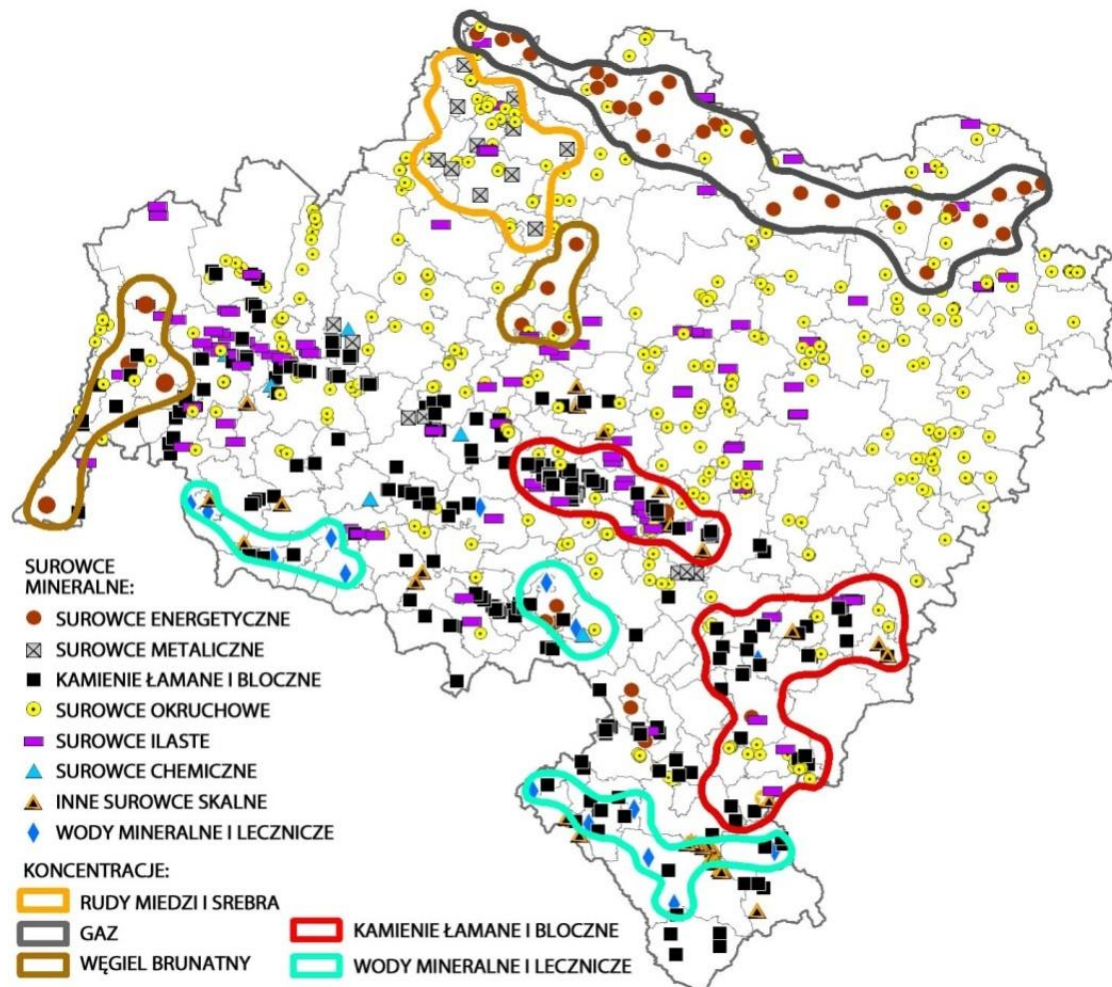 SUROWCE
MINERALNE:
SUROWCE ENERGETYCZNE
SUROWCE METALICZNE
KAMIENIE ŁAMANE I BLOCZNE
SUROWCE OKRUCHOWE
SUROWCE ILASTE
SUROWCE CHEMICZNE
INNE SUROWCE SKALNE
WODY MINERALNE I LECZNICZE
KONCENTRACJE:
RUDY MIEDZI I SREBRA
GAZ
WĘGIEL BRUNATNY
KAMIENIE ŁAMANE I BLOCZNE
WODY MINERALNE I LECZNICZE